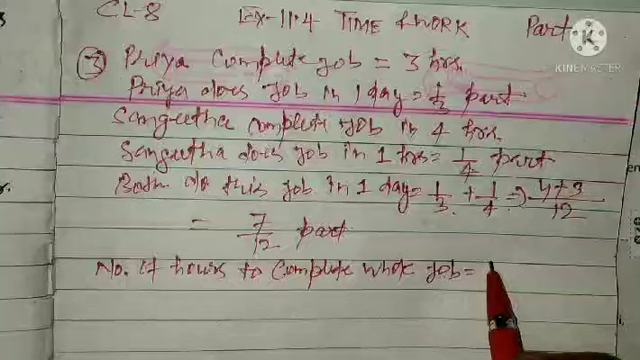 CL-8 Ex-11.4 TIME & WORK Part
K
KINEMASTER
③ Priya Complete job = 3 hrs.
Priya does job in 1 day = 1/3 part
Sangeetha complete job in 4 hrs.
Sangeetha does job in 1 hrs = 1/4 part
Both do this job in 1 day = 1/3 + 1/4 => 4+3/12
= 7/12 part
No. of hours to Complete whole job =